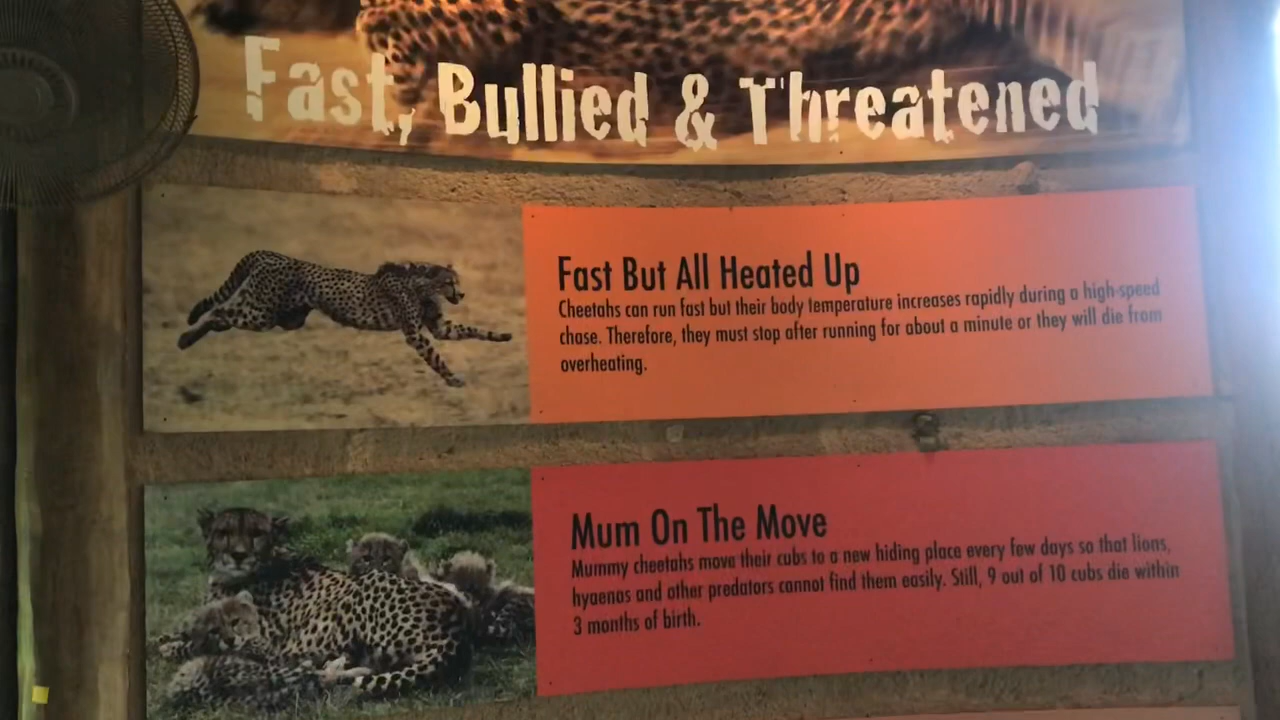 Fast, Bullied & Threatened
Fast But All Heated Up
Cheetahs can run fast but their body temperature increases rapidly during a high-speed
chase. Therefore, they must stop after running for about a minute or they will die from
overheating.
Mum On The Move
Mummy cheetahs move their cubs to a new hiding place every few days so that lions,
hyaenas and other predators cannot find them easily. Still, 9 out of 10 cubs die within
3 months of birth.